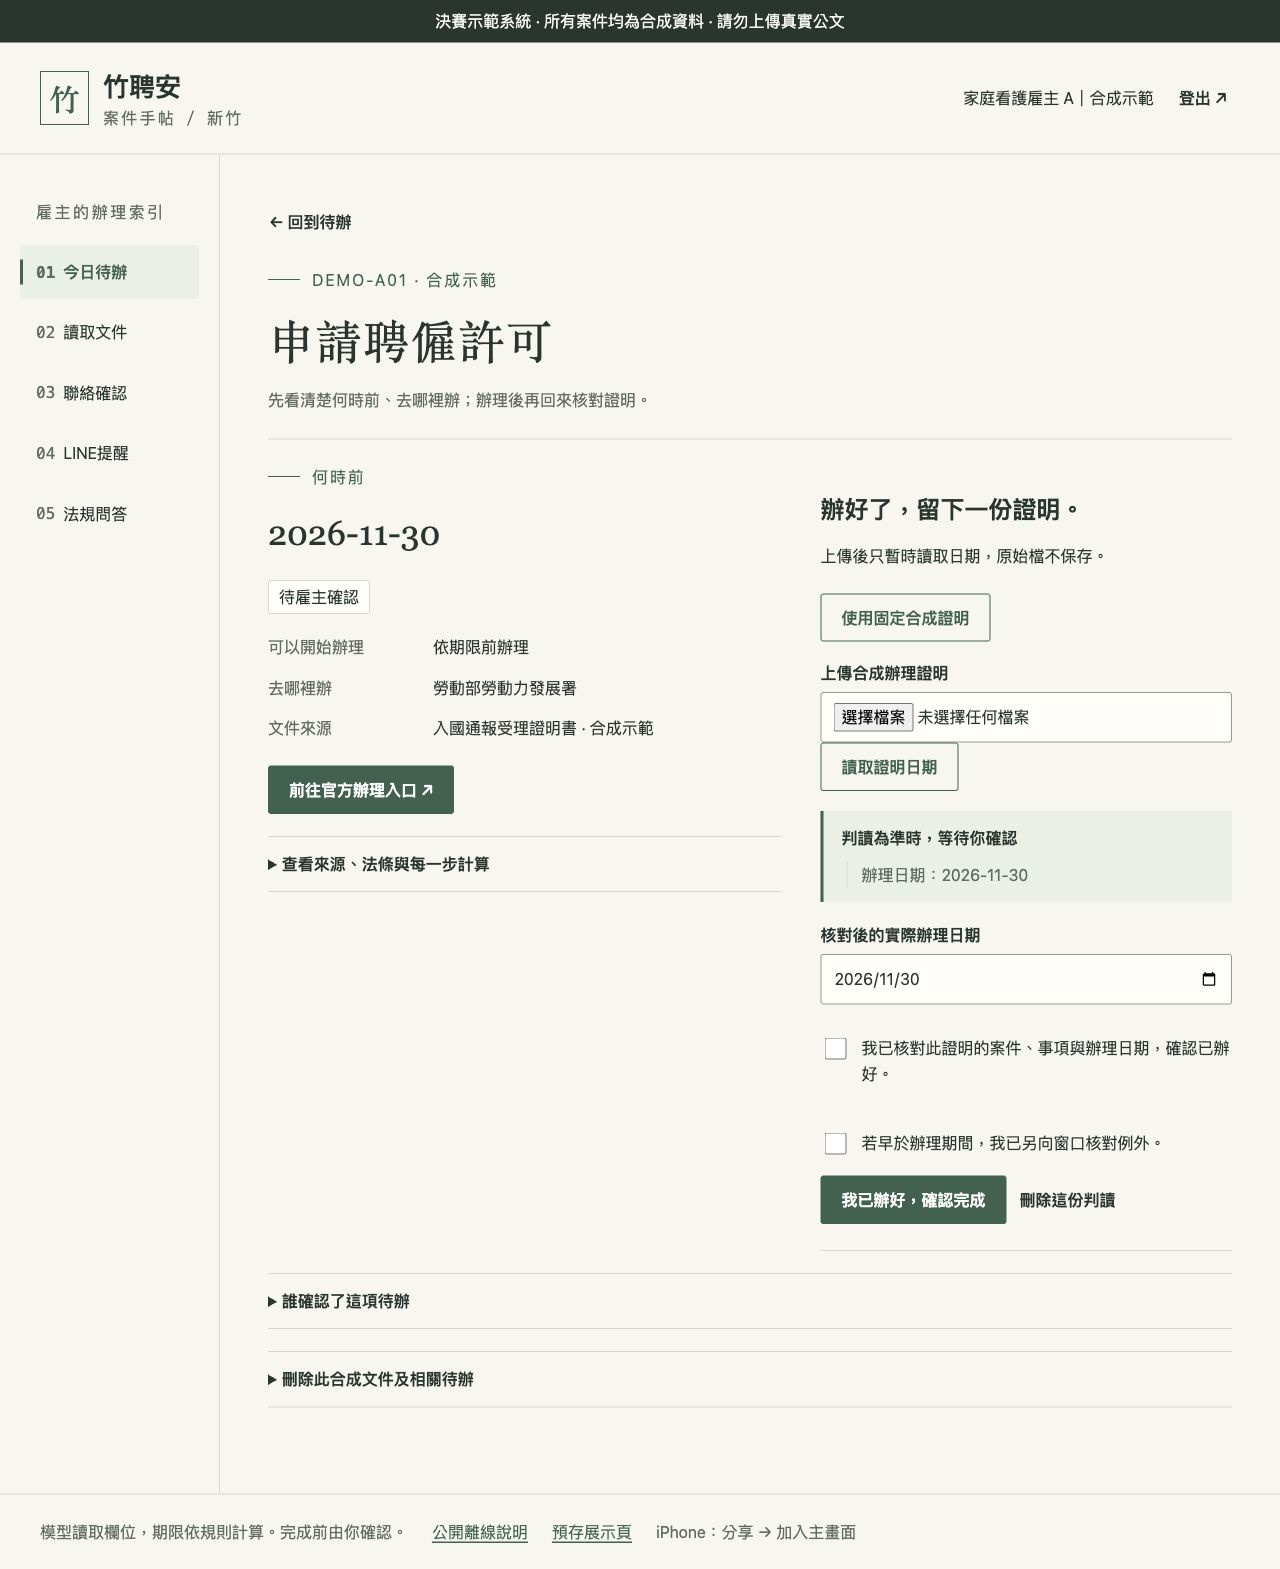 決賽示範系統 · 所有案件均為合成資料 · 請勿上傳真實公文
竹
竹聘安
案件手帖 / 新竹
家庭看護雇主 A | 合成示範
登出 ↗
雇主的辦理索引
01 今日待辦
02 讀取文件
03 聯絡確認
04 LINE提醒
05 法規問答
← 回到待辦
DEMO-A01 · 合成示範
申請聘僱許可
先看清楚何時前、去哪裡辦；辦理後再回來核對證明。
何時前
2026-11-30
待雇主確認
可以開始辦理 依期限前辦理
去哪裡辦 勞動部勞動力發展署
文件來源 入國通報受理證明書 · 合成示範
前往官方辦理入口 ↗
▶ 查看來源、法條與每一步計算
辦好了，留下一份證明。
上傳後只暫時讀取日期，原始檔不保存。
使用固定合成證明
上傳合成辦理證明
選擇檔案 未選擇任何檔案
讀取證明日期
判讀為準時，等待你確認
辦理日期：2026-11-30
核對後的實際辦理日期
2026/11/30
我已核對此證明的案件、事項與辦理日期，確認已辦
好。
若早於辦理期間，我已另向窗口核對例外。
我已辦好，確認完成
刪除這份判讀
▶ 誰確認了這項待辦
▶ 刪除此合成文件及相關待辦
模型讀取欄位，期限依規則計算。完成前由你確認。
公開離線說明
預存展示頁
iPhone：分享 → 加入主畫面